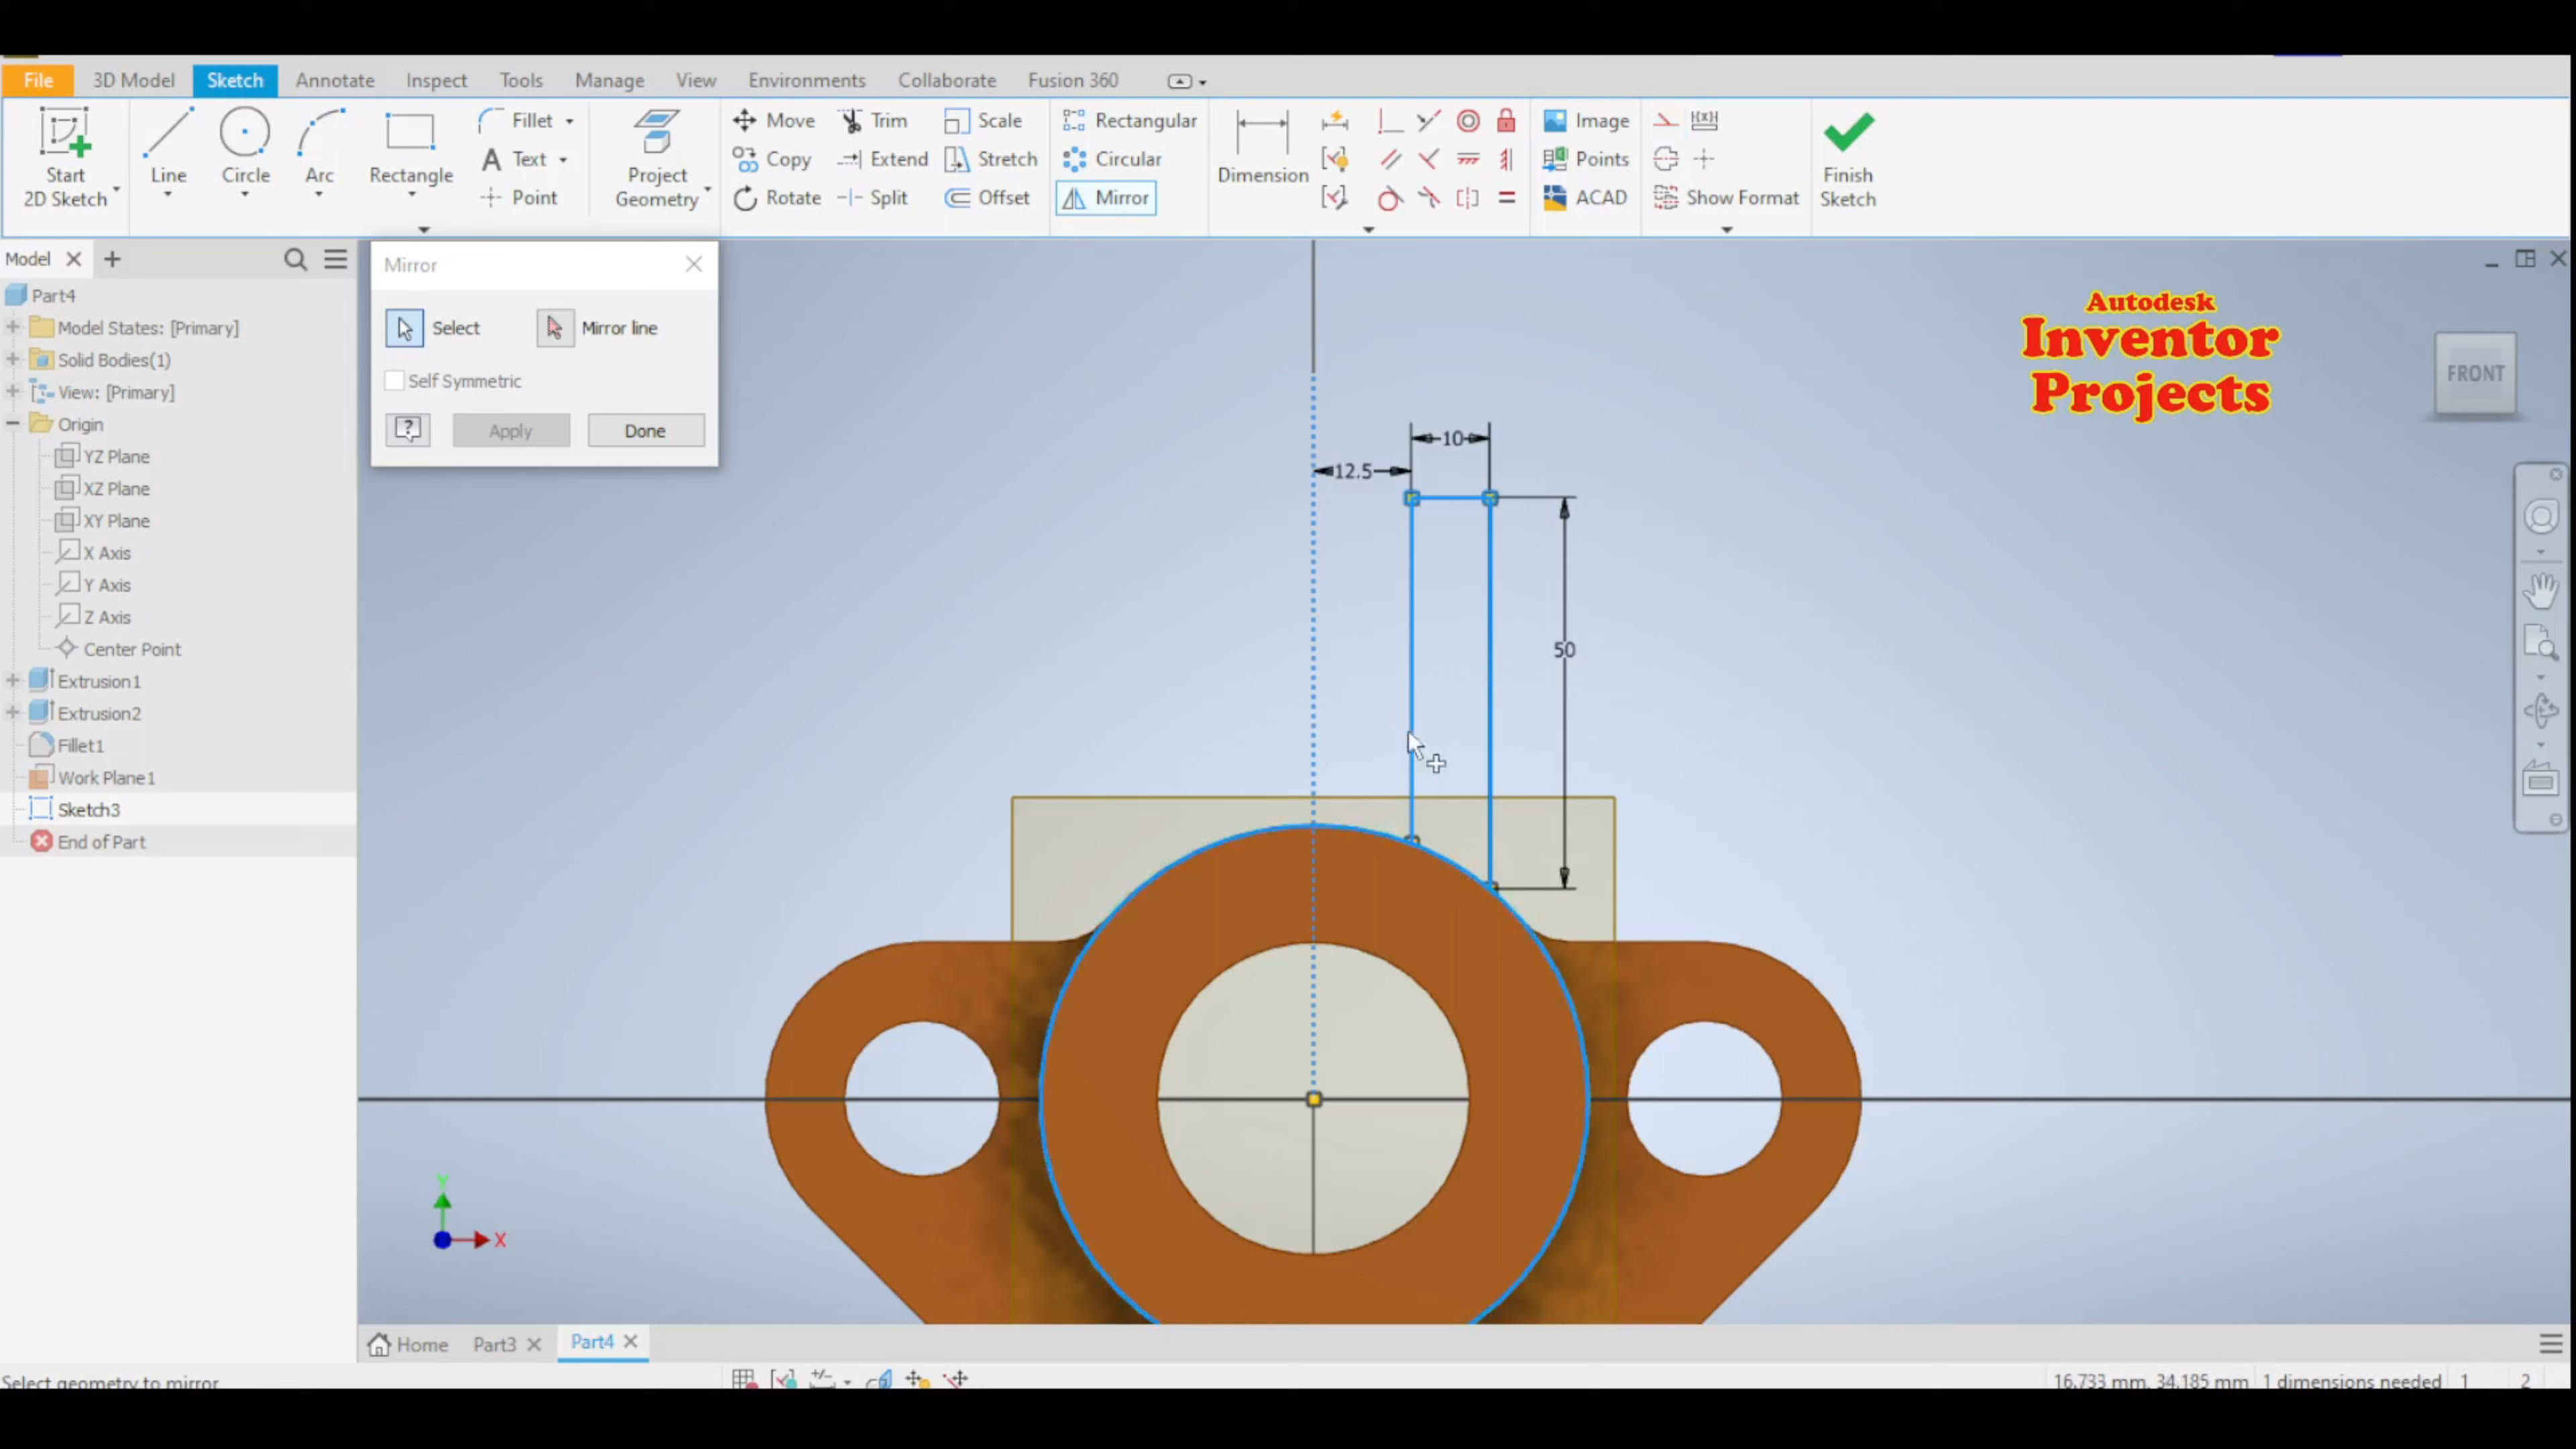 File 3D Model Sketch Annotate Inspect Tools Manage View Environments Collaborate Fusion 360
Start 2D Sketch
Line
Circle
Arc
Rectangle
Fillet
Text
Point
Project Geometry
Move
Copy
Rotate
Trim
Extend
Split
Scale
Stretch
Offset
Rectangular
Circular
Mirror
Dimension
Image
Points
ACAD
Show Format
Finish Sketch
Model
Part4
Model States: [Primary]
Solid Bodies(1)
View: [Primary]
Origin
YZ Plane
XZ Plane
XY Plane
X Axis
Y Axis
Z Axis
Center Point
Extrusion1
Extrusion2
Fillet1
Work Plane1
Sketch3
End of Part
Mirror
Select Mirror line
Self Symmetric
? Apply Done
Autodesk
Inventor
Projects
FRONT
10
12.5
50
Y
X
Home Part3 Part4
Select geometry to mirror
16.733 mm, 34.185 mm 1 dimensions needed 1 2